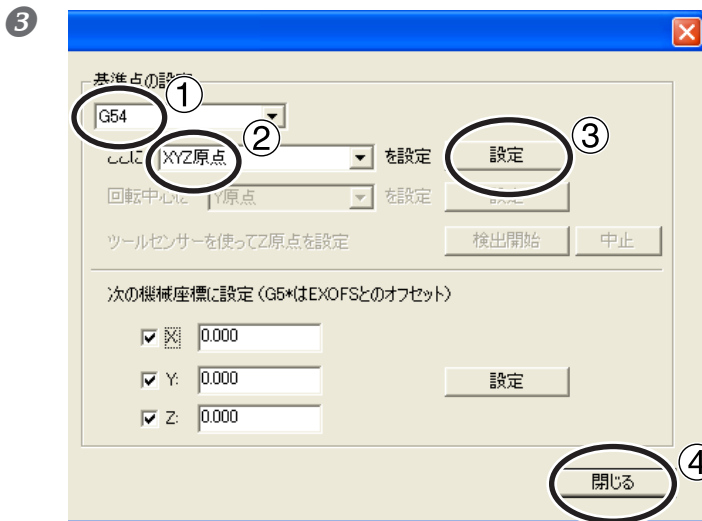 3
基準点の設定
① G54
② ③
ここに XYZ原点 を設定 設定
回転中心に Y原点 を設定 設定
ツールセンサーを使ってZ原点を設定 検出開始 中止
次の機械座標に設定(G5*はEXOFSとのオフセット)
X: 0.000
Y: 0.000 設定
Z: 0.000
④
閉じる